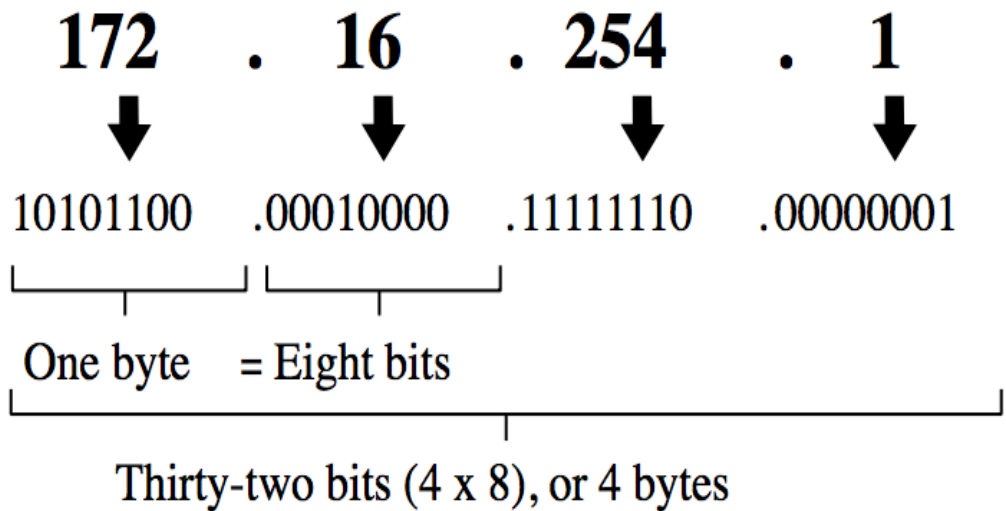 172 . 16 . 254 . 1
10101100 .00010000 .11111110 .00000001
One byte = Eight bits
Thirty-two bits (4 x 8), or 4 bytes